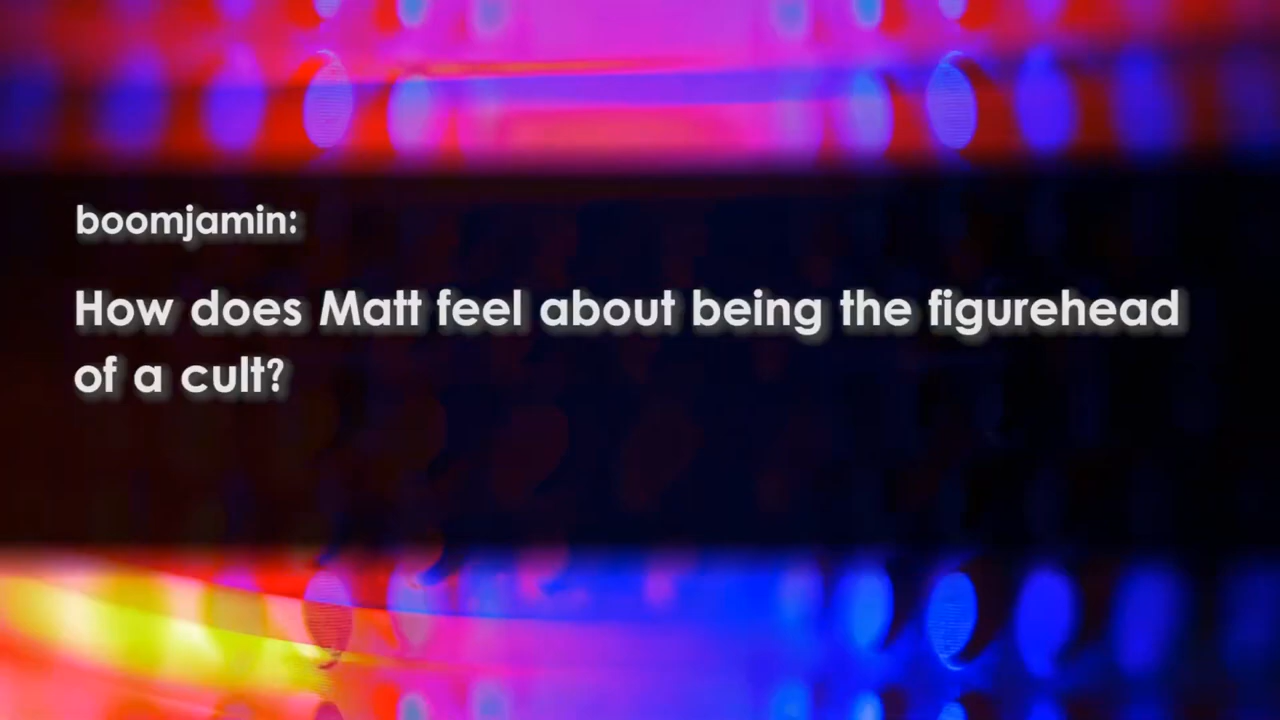 boomjamin:
How does Matt feel about being the figurehead
of a cult?